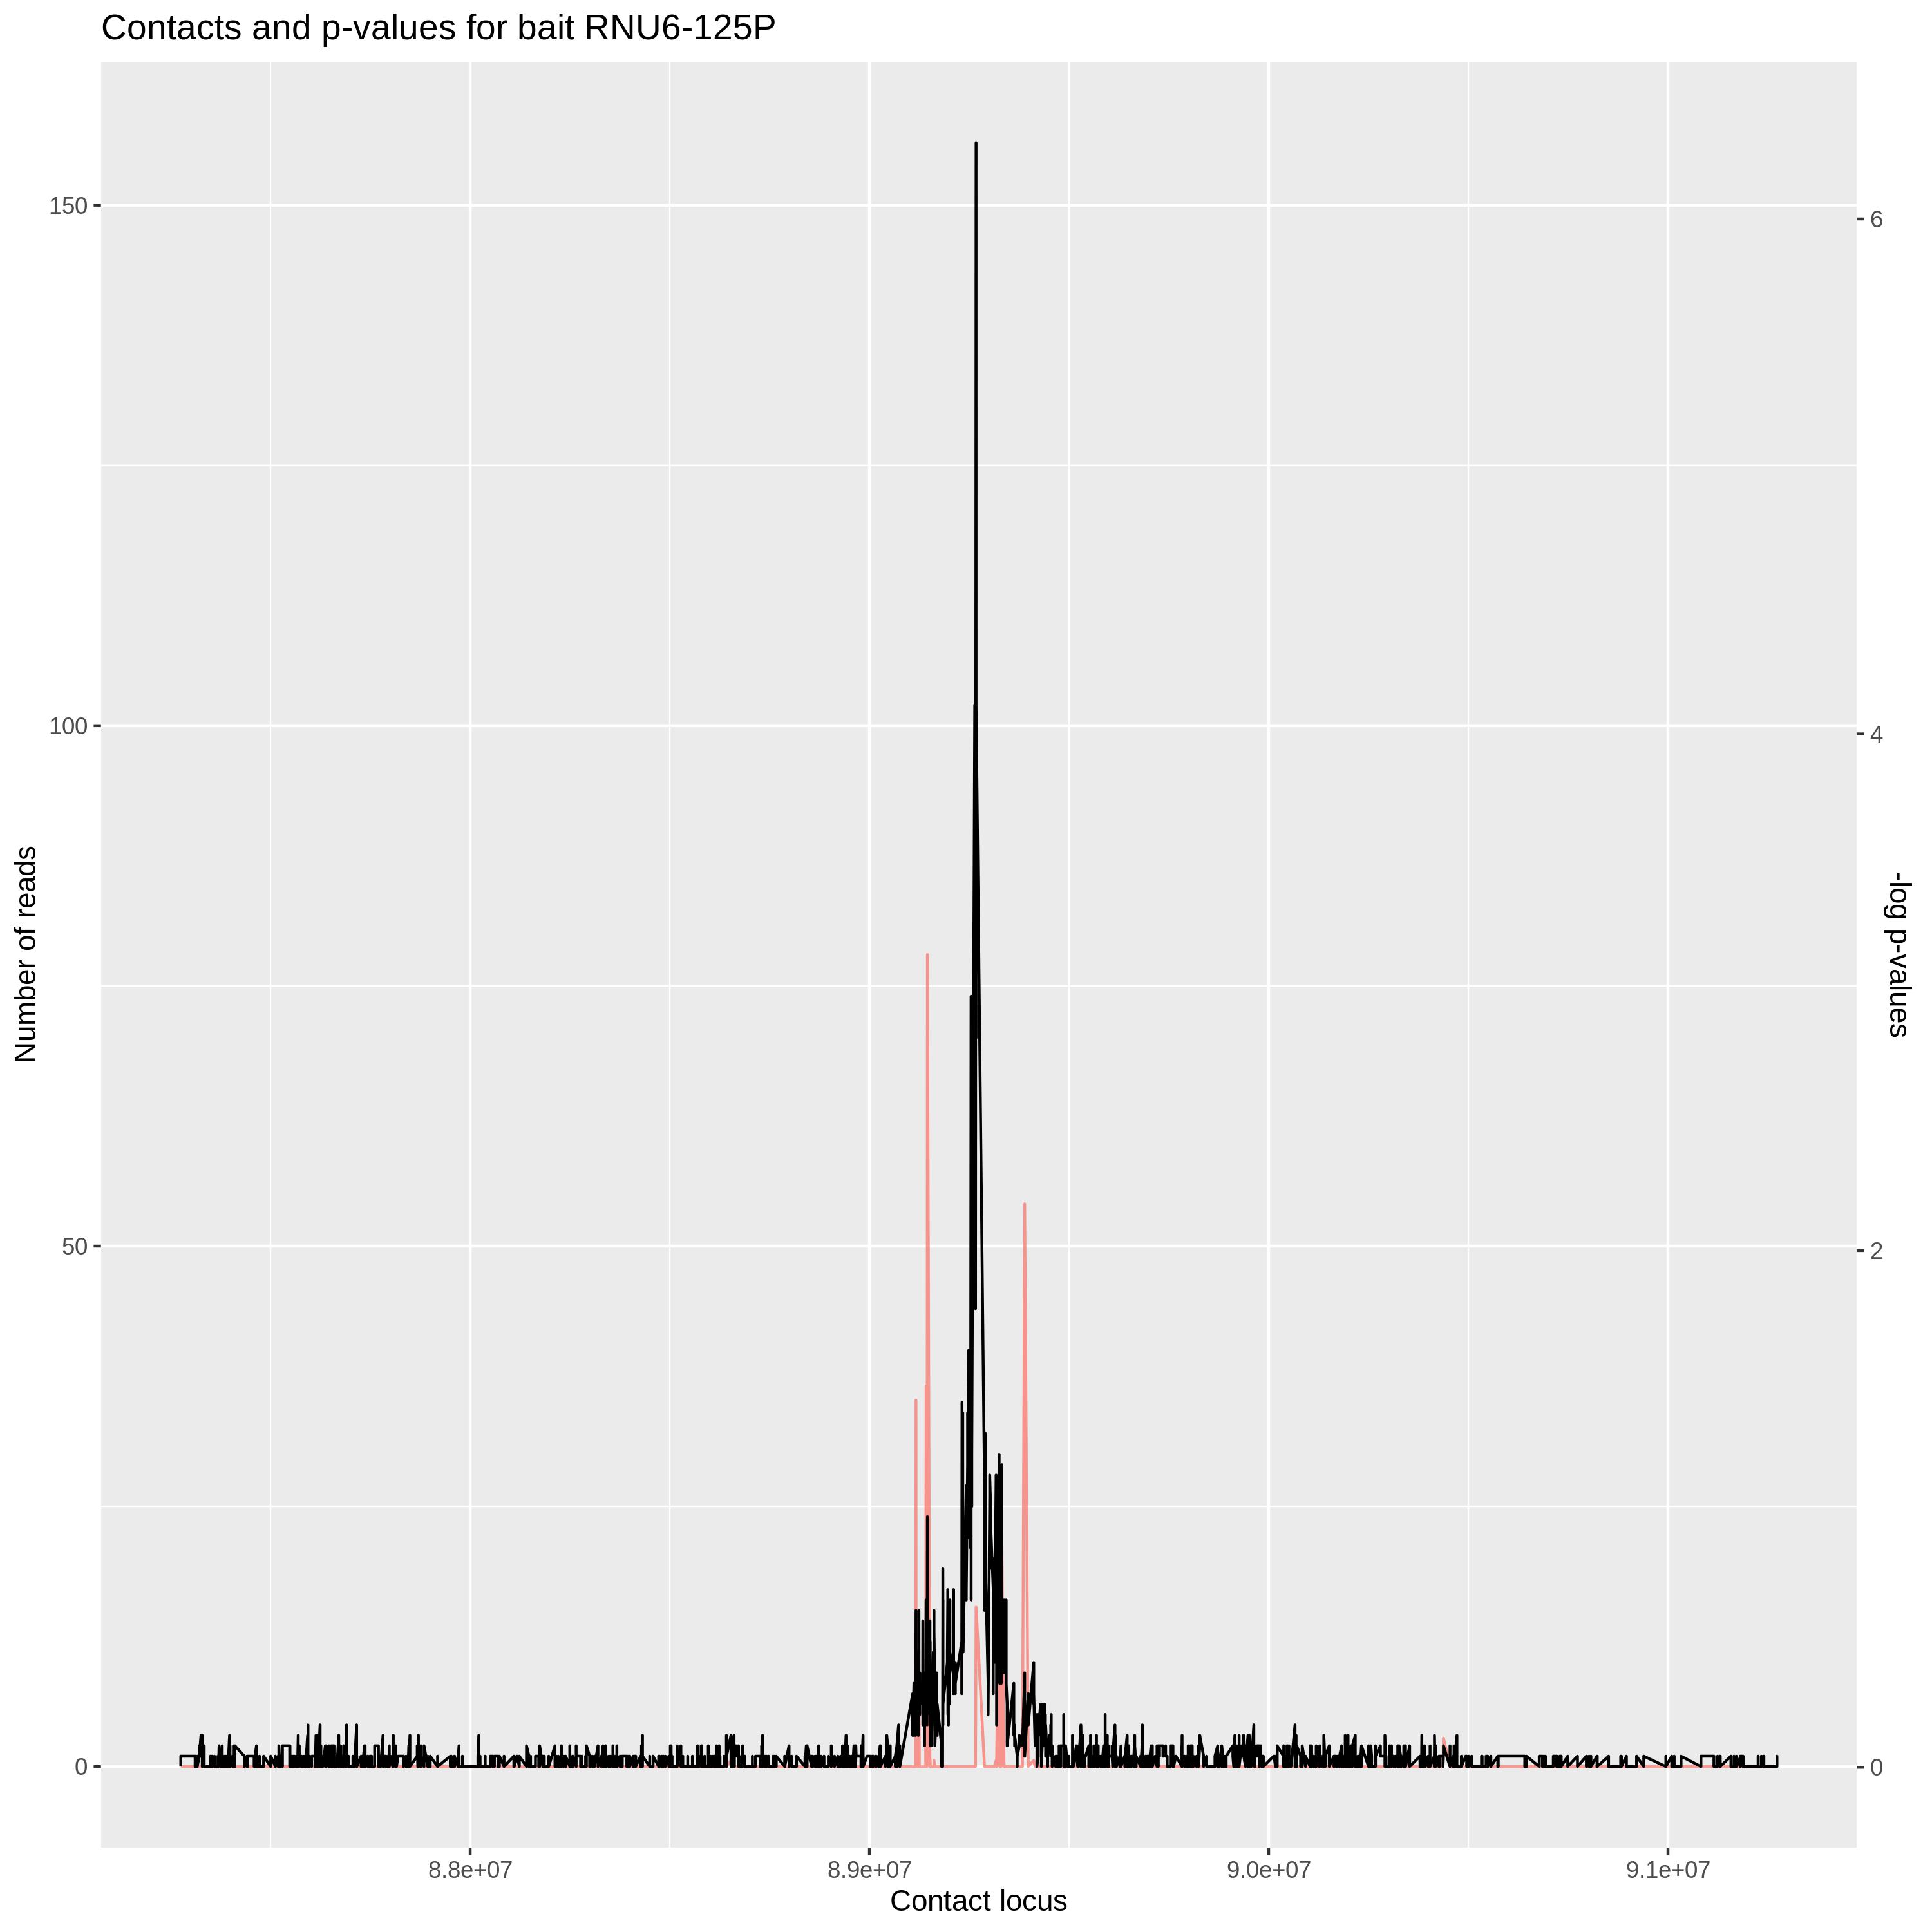 Contacts and p-values for bait RNU6-125P
150
100
50
0
6
4
2
0
Number of reads
-log p-values
8.8e+07
8.9e+07
9.0e+07
9.1e+07
Contact locus